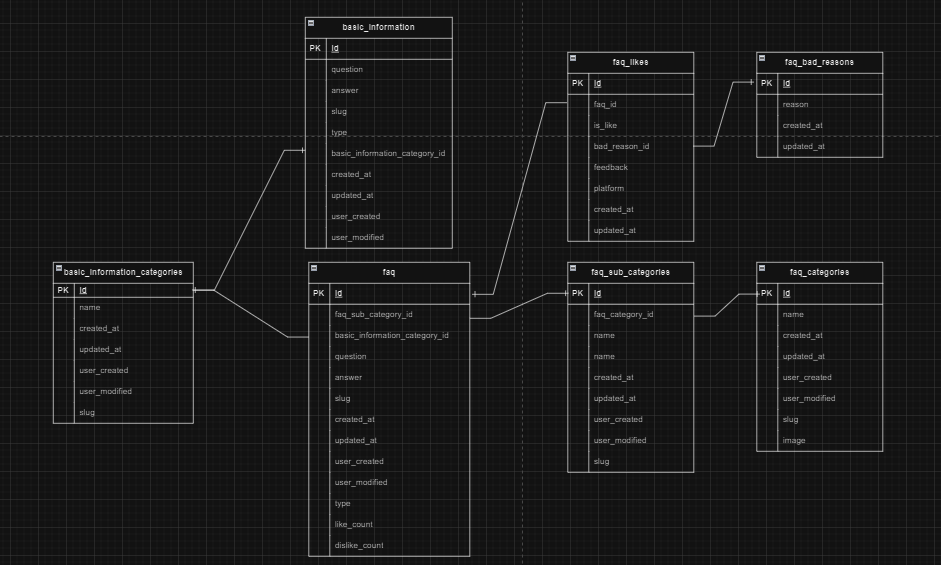 basic_information
PK Id
question
answer
slug
type
basic_information_category_id
created_at
updated_at
user_created
user_modified
faq_likes
PK Id
faq_id
is_like
bad_reason_id
feedback
platform
created_at
updated_at
faq_bad_reasons
PK Id
reason
created_at
updated_at
basic_information_categories
PK Id
name
created_at
updated_at
user_created
user_modified
slug
faq
PK Id
faq_sub_category_id
basic_information_category_id
question
answer
slug
created_at
updated_at
user_created
user_modified
type
like_count
dislike_count
faq_sub_categories
PK Id
faq_category_id
name
name
created_at
updated_at
user_created
user_modified
slug
faq_categories
PK Id
name
created_at
updated_at
user_created
user_modified
slug
image